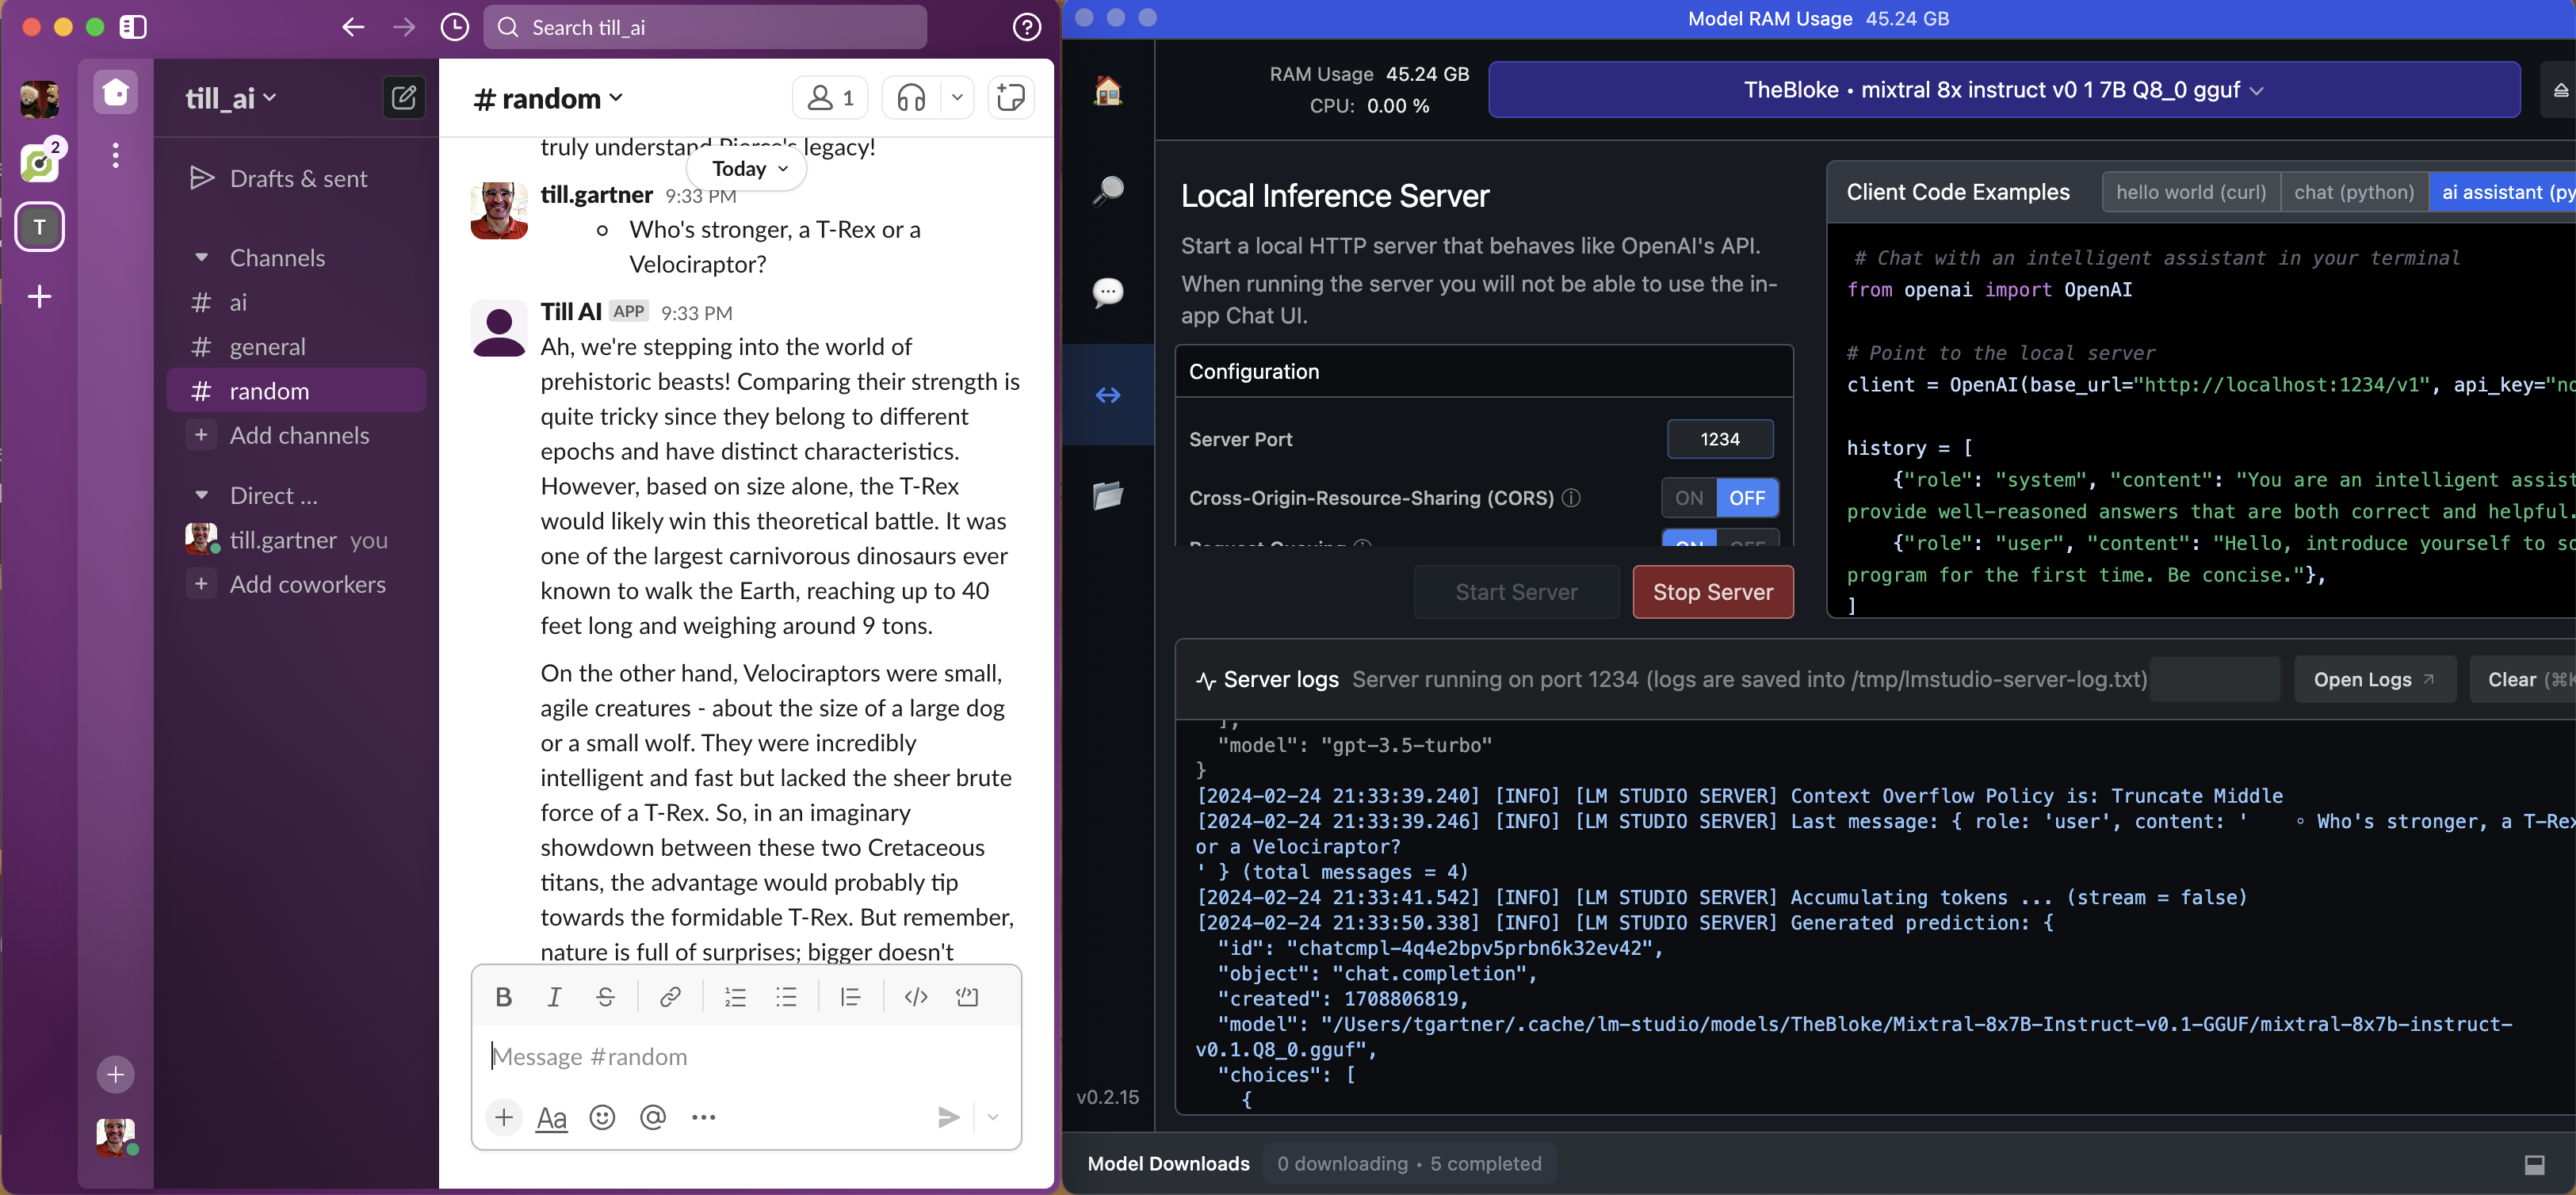 Search till_ai
2
T
till_ai
Drafts & sent
Channels
# ai
# general
# random
+ Add channels
Direct ...
till.gartner you
+ Add coworkers
# random
1
truly understand Pierce's legacy!
Today
till.gartner 9:33 PM
◦ Who's stronger, a T-Rex or a
Velociraptor?
Till AI APP 9:33 PM
Ah, we're stepping into the world of
prehistoric beasts! Comparing their strength is
quite tricky since they belong to different
epochs and have distinct characteristics.
However, based on size alone, the T-Rex
would likely win this theoretical battle. It was
one of the largest carnivorous dinosaurs ever
known to walk the Earth, reaching up to 40
feet long and weighing around 9 tons.
On the other hand, Velociraptors were small,
agile creatures - about the size of a large dog
or a small wolf. They were incredibly
intelligent and fast but lacked the sheer brute
force of a T-Rex. So, in an imaginary
showdown between these two Cretaceous
titans, the advantage would probably tip
towards the formidable T-Rex. But remember,
nature is full of surprises; bigger doesn't
B I S
Message #random
+ Aa @ •••
Model RAM Usage 45.24 GB
RAM Usage 45.24 GB
CPU: 0.00 %
TheBloke • mixtral 8x instruct v0 1 7B Q8_0 gguf
Local Inference Server
Start a local HTTP server that behaves like OpenAI's API.
When running the server you will not be able to use the in-
app Chat UI.
Configuration
Server Port 1234
Cross-Origin-Resource-Sharing (CORS) ON OFF
Request Queuing ON OFF
Start Server Stop Server
Client Code Examples hello world (curl) chat (python) ai assistant (py
# Chat with an intelligent assistant in your terminal
from openai import OpenAI
# Point to the local server
client = OpenAI(base_url="http://localhost:1234/v1", api_key="no
history = [
{"role": "system", "content": "You are an intelligent assist
provide well-reasoned answers that are both correct and helpful.
{"role": "user", "content": "Hello, introduce yourself to so
program for the first time. Be concise."},
]
Server logs Server running on port 1234 (logs are saved into /tmp/lmstudio-server-log.txt) Open Logs Clear (⌘K
],
"model": "gpt-3.5-turbo"
}
[2024-02-24 21:33:39.240] [INFO] [LM STUDIO SERVER] Context Overflow Policy is: Truncate Middle
[2024-02-24 21:33:39.246] [INFO] [LM STUDIO SERVER] Last message: { role: 'user', content: ' ◦ Who's stronger, a T-Rex
or a Velociraptor?
' } (total messages = 4)
[2024-02-24 21:33:41.542] [INFO] [LM STUDIO SERVER] Accumulating tokens ... (stream = false)
[2024-02-24 21:33:50.338] [INFO] [LM STUDIO SERVER] Generated prediction: {
"id": "chatcmpl-4q4e2bpv5prbn6k32ev42",
"object": "chat.completion",
"created": 1708806819,
"model": "/Users/tgartner/.cache/lm-studio/models/TheBloke/Mixtral-8x7B-Instruct-v0.1-GGUF/mixtral-8x7b-instruct-
v0.1.Q8_0.gguf",
"choices": [
{
v0.2.15
Model Downloads 0 downloading • 5 completed